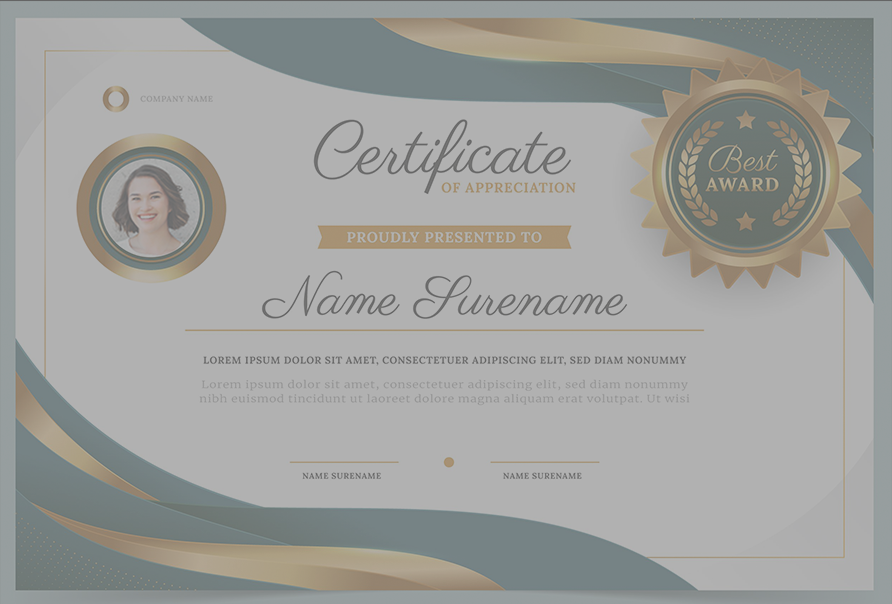 COMPANY NAME
Certificate
OF APPRECIATION
Best
AWARD
PROUDLY PRESENTED TO
Name Surename
LOREM IPSUM DOLOR SIT AMET, CONSECTETUER ADIPISCING ELIT, SED DIAM NONUMMY
Lorem ipsum dolor sit amet, consectetuer adipiscing elit, sed diam nonummy
nibh euismod tincidunt ut laoreet dolore magna aliquam erat volutpat. Ut wisi
NAME SURENAME
NAME SURENAME